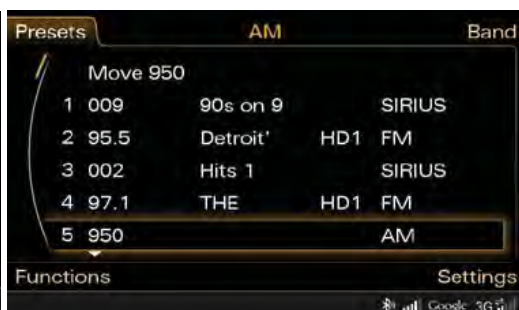 Presets AM Band
Move 950
1 009 90s on 9 SIRIUS
2 95.5 Detroit' HD1 FM
3 002 Hits 1 SIRIUS
4 97.1 THE HD1 FM
5 950 AM
Functions Settings
Google 3G